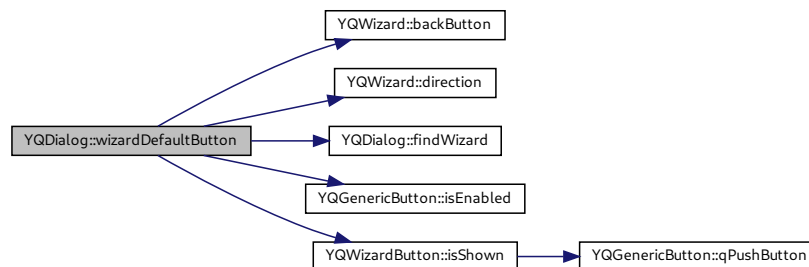 YQWizard::backButton
YQWizard::direction
YQDialog::wizardDefaultButton
YQDialog::findWizard
YQGenericButton::isEnabled
YQWizardButton::isShown
YQGenericButton::qPushButton